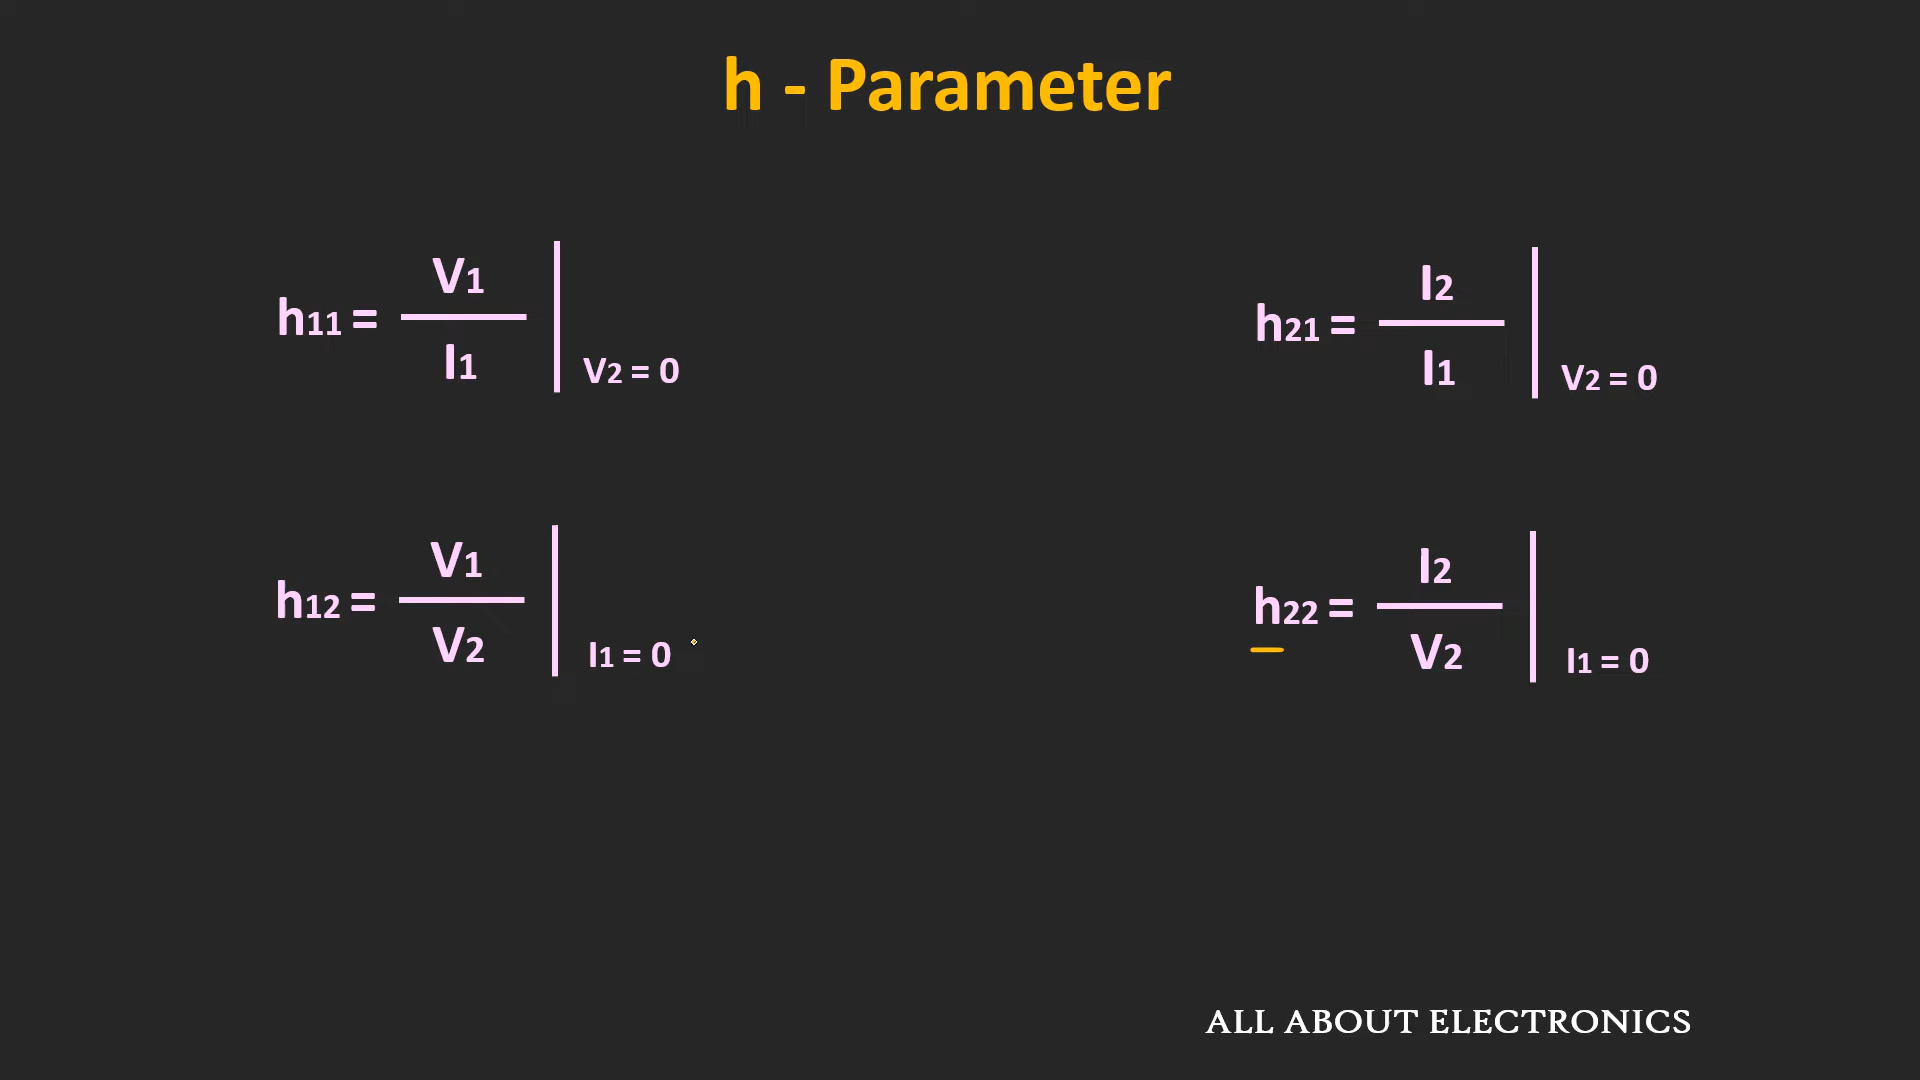 h - Parameter
h11 = V1 / I1 | V2 = 0
h21 = I2 / I1 | V2 = 0
h12 = V1 / V2 | I1 = 0
h22 = I2 / V2 | I1 = 0
ALL ABOUT ELECTRONICS